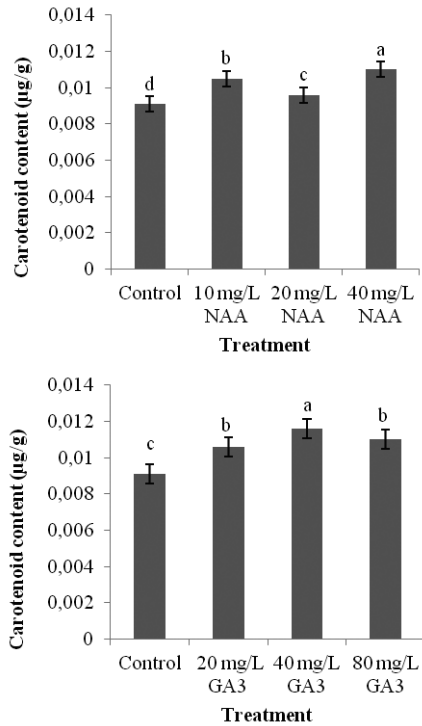 Carotenoid content (µg/g)
0,014
0,012
0,01
0,008
0,006
0,004
0,002
0
d
b
c
a
Control 10 mg/L 20 mg/L 40 mg/L
NAA NAA NAA
Treatment
Carotenoid content (µg/g)
0,014
0,012
0,01
0,008
0,006
0,004
0,002
0
c
b
a
b
Control 20 mg/L 40 mg/L 80 mg/L
GA3 GA3 GA3
Treatment